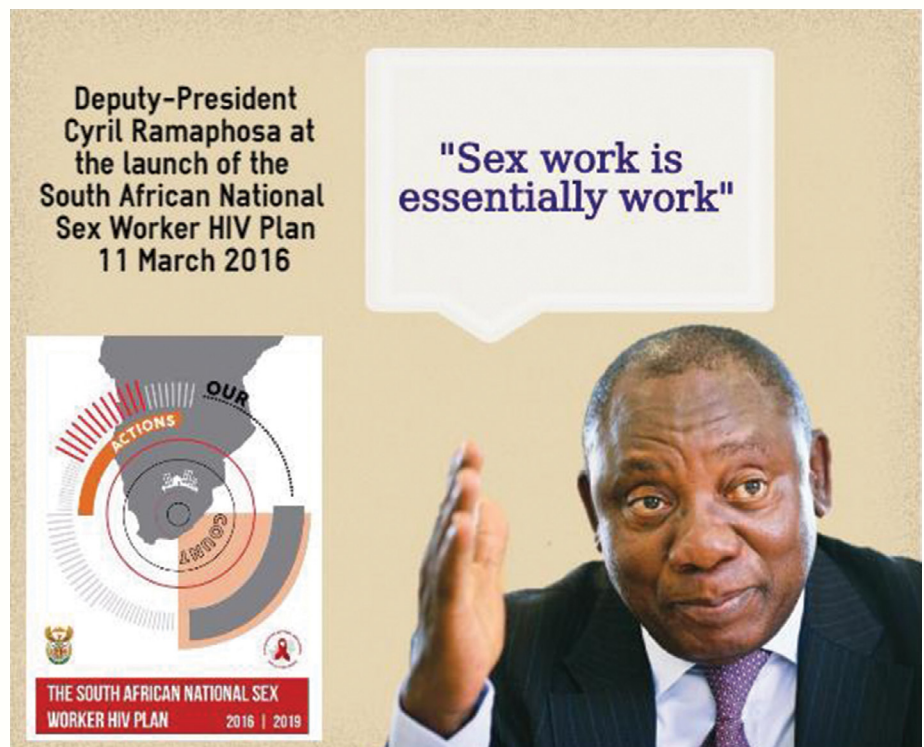 Deputy-President
Cyril Ramaphosa at
the launch of the
South African National
Sex Worker HIV Plan
11 March 2016
"Sex work is
essentially work"
OUR
ACTIONS
COUNT
THE SOUTH AFRICAN NATIONAL SEX
WORKER HIV PLAN 2016 | 2019